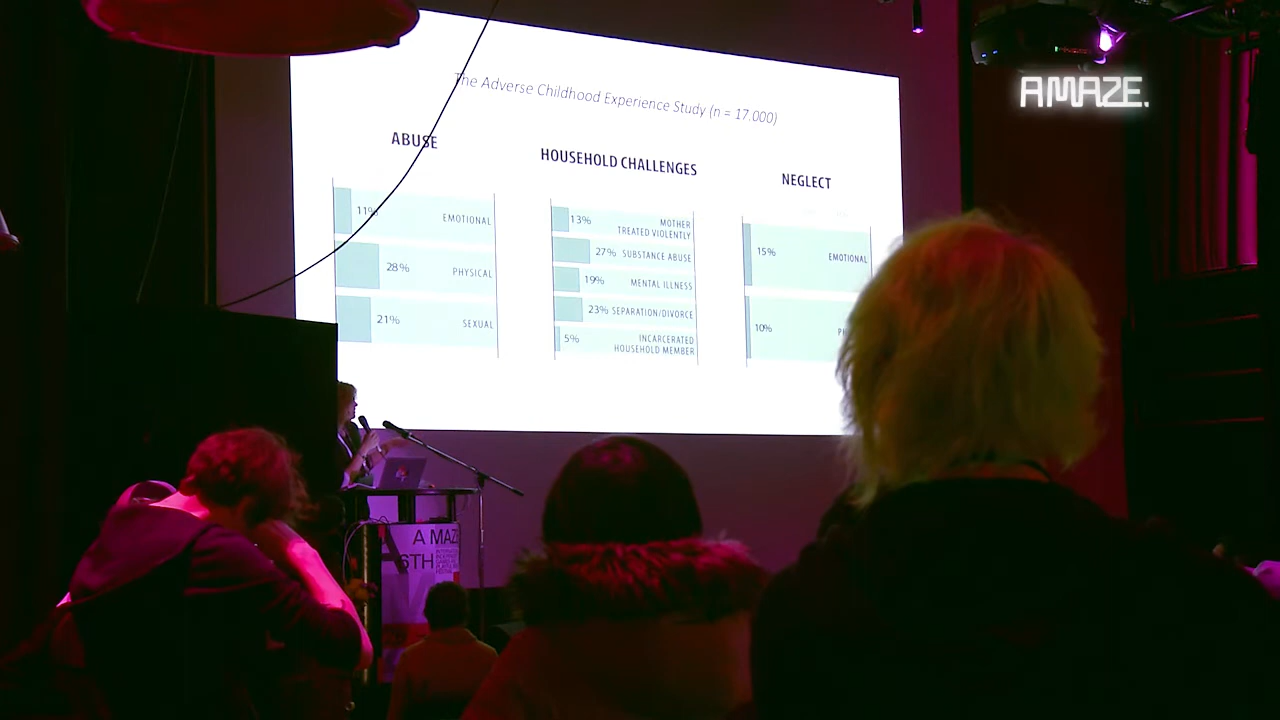 The Adverse Childhood Experience Study (n = 17.000)
ABUSE
11% EMOTIONAL
28% PHYSICAL
21% SEXUAL
HOUSEHOLD CHALLENGES
13% MOTHER
TREATED VIOLENTLY
27% SUBSTANCE ABUSE
19% MENTAL ILLNESS
23% SEPARATION/DIVORCE
5% INCARCERATED
HOUSEHOLD MEMBER
NEGLECT
15% EMOTIONAL
10%
AMAZE.
A MAZE
6TH